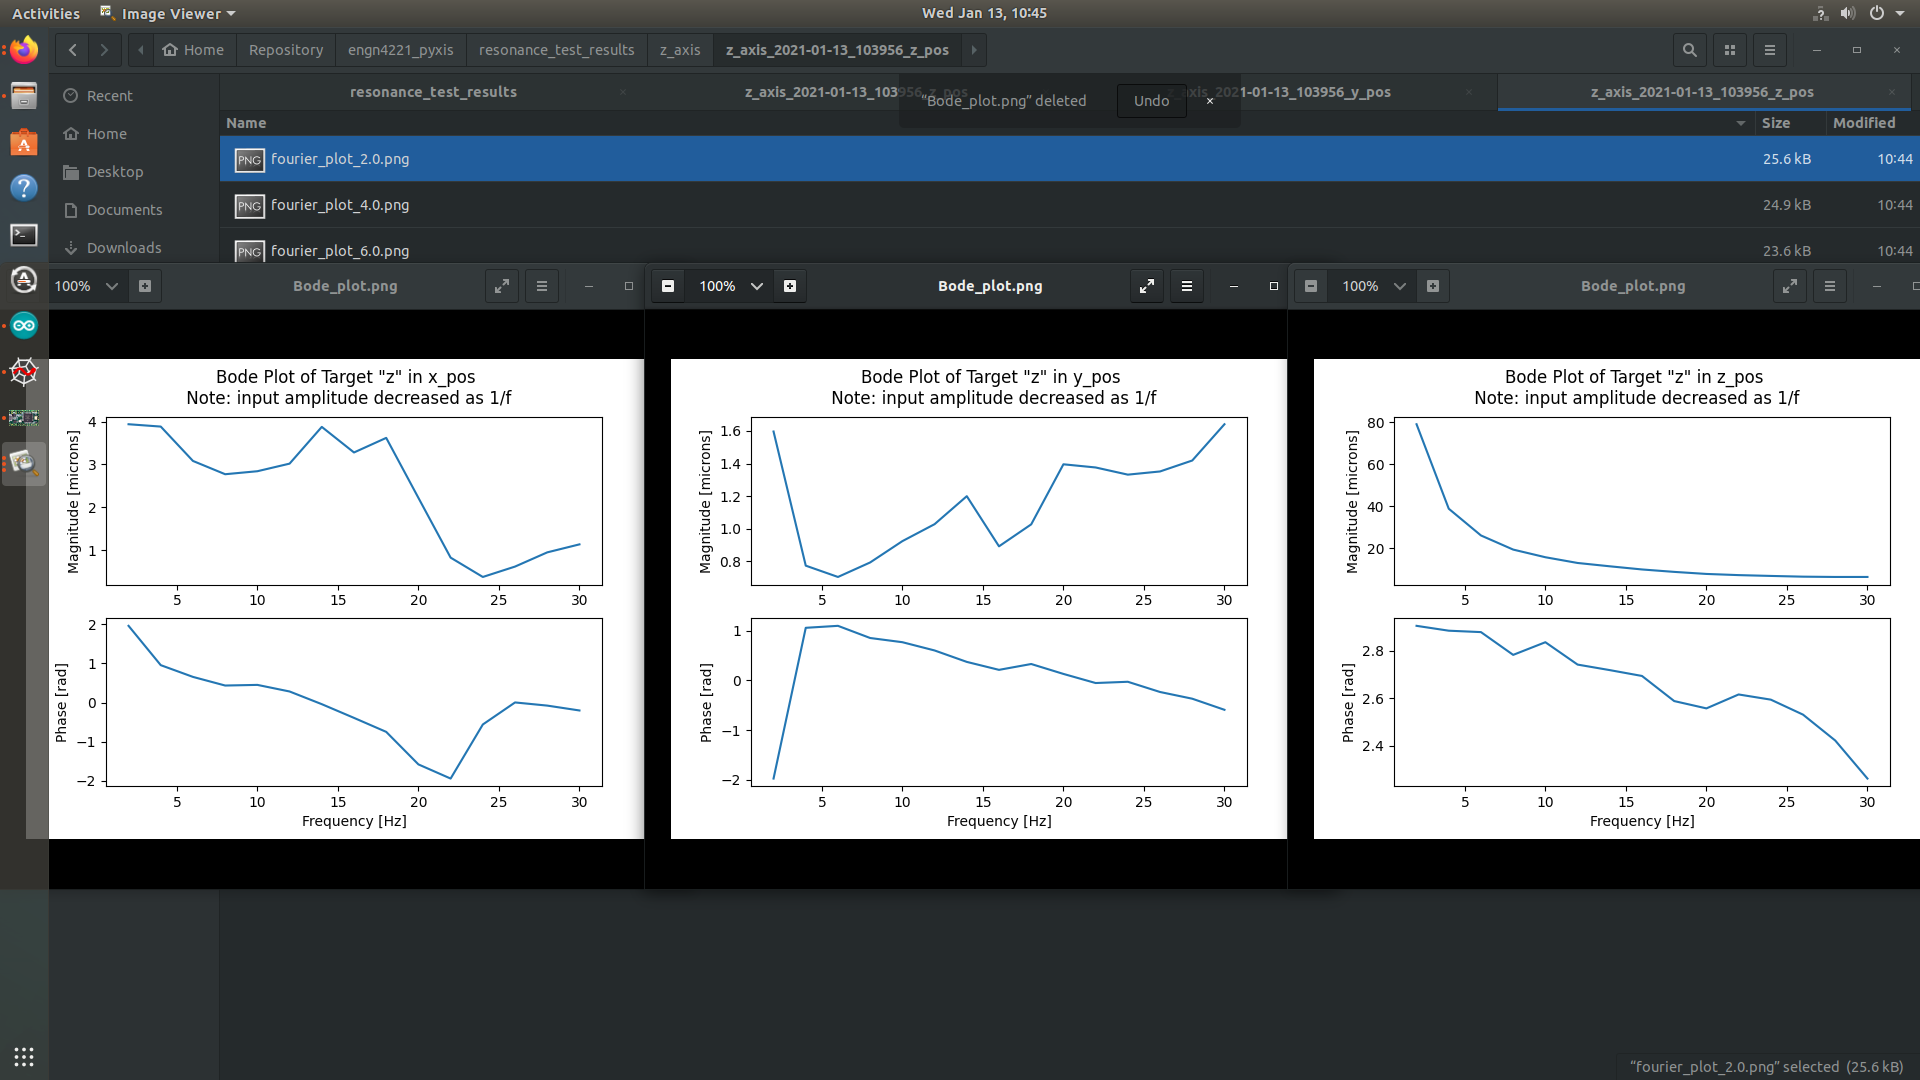 Activities
Image Viewer
Wed Jan 13, 10:45
Home
Repository
engn4221_pyxis
resonance_test_results
z_axis
z_axis_2021-01-13_103956_z_pos
Recent
Home
Desktop
Documents
Downloads
resonance_test_results
z_axis_2021-01-13_103956_z_pos
“Bode_plot.png” deleted
Undo
z_axis_2021-01-13_103956_y_pos
z_axis_2021-01-13_103956_z_pos
Name
Size
Modified
PNG fourier_plot_2.0.png 25.6 kB 10:44
PNG fourier_plot_4.0.png 24.9 kB 10:44
PNG fourier_plot_6.0.png 23.6 kB 10:44
100%
Bode_plot.png
Bode Plot of Target "z" in x_pos
Note: input amplitude decreased as 1/f
Magnitude [microns]
4
3
2
1
5 10 15 20 25 30
Phase [rad]
2
1
0
−1
−2
5 10 15 20 25 30
Frequency [Hz]
100%
Bode_plot.png
Bode Plot of Target "z" in y_pos
Note: input amplitude decreased as 1/f
Magnitude [microns]
1.6
1.4
1.2
1.0
0.8
5 10 15 20 25 30
Phase [rad]
1
0
−1
−2
5 10 15 20 25 30
Frequency [Hz]
100%
Bode_plot.png
Bode Plot of Target "z" in z_pos
Note: input amplitude decreased as 1/f
Magnitude [microns]
80
60
40
20
5 10 15 20 25 30
Phase [rad]
2.8
2.6
2.4
5 10 15 20 25 30
Frequency [Hz]
“fourier_plot_2.0.png” selected (25.6 kB)